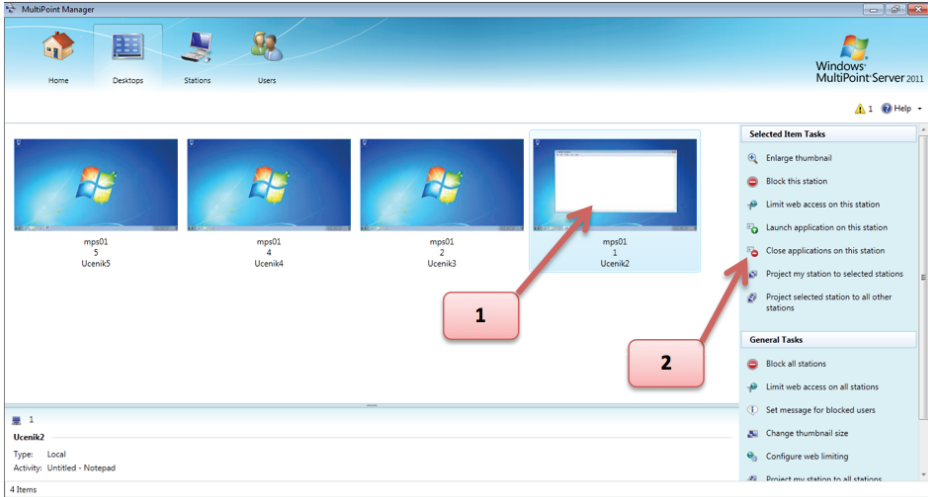 MultiPoint Manager
Home
Desktops
Stations
Users
Windows
MultiPoint Server 2011
1
Help
mps01
5
Ucenik5
mps01
4
Ucenik4
mps01
2
Ucenik3
mps01
1
Ucenik2
1
2
Selected Item Tasks
Enlarge thumbnail
Block this station
Limit web access on this station
Launch application on this station
Close applications on this station
Project my station to selected stations
Project selected station to all other
stations
General Tasks
Block all stations
Limit web access on all stations
Set message for blocked users
Change thumbnail size
Configure web limiting
Project my station to all stations
1
Ucenik2
Type: Local
Activity: Untitled - Notepad
4 Items